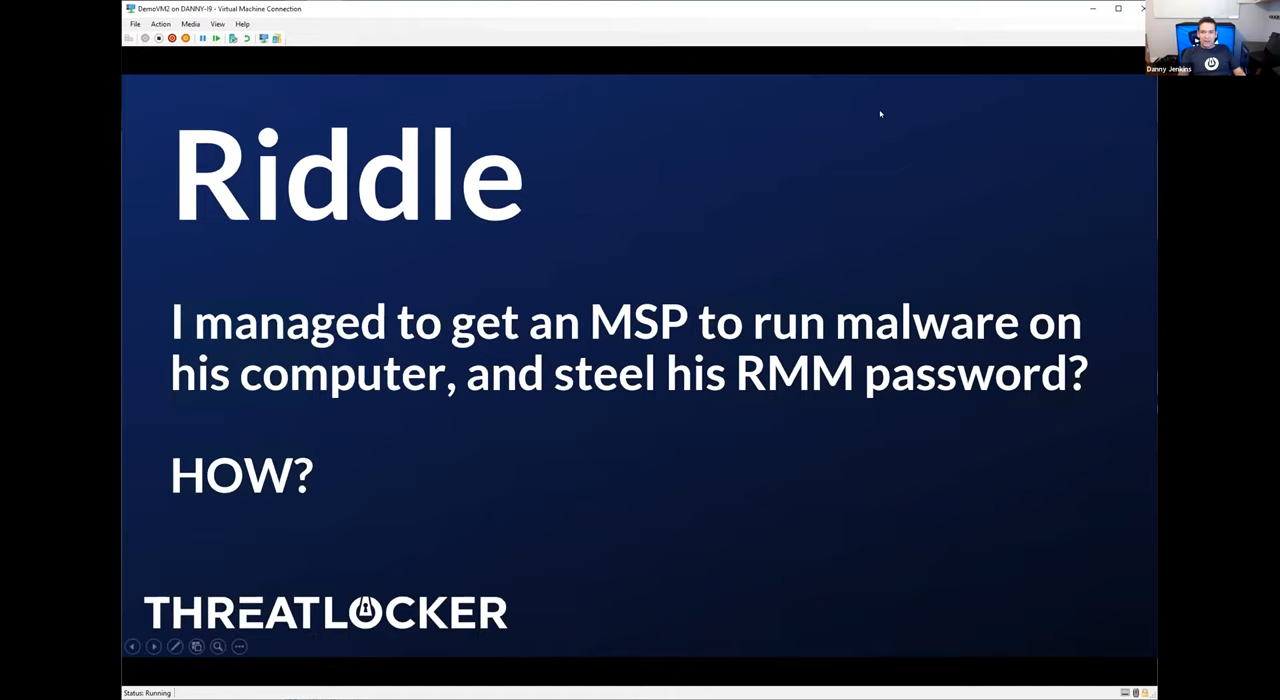 DemoVM2 on DANNY-I9 - Virtual Machine Connection
File Action Media View Help
Danny Jenkins
Riddle
I managed to get an MSP to run malware on
his computer, and steel his RMM password?
HOW?
THREATLOCKER
Status: Running